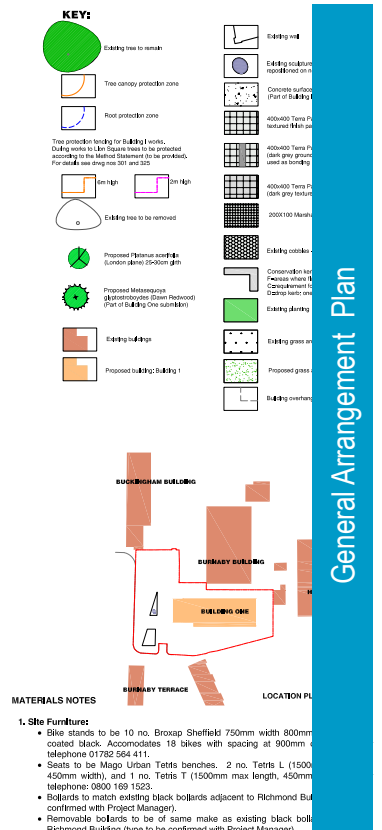 KEY:
Existing tree to remain
Tree canopy protection zone
Root protection zone
Tree protection fencing for Building I works.
During works to Lion Square trees to be protected
according to the Method Statement (to be provided).
For details see drwg nos 301 and 325
6m high
2m high
Existing tree to be removed
Proposed Platanus acerifolia
(London plane) 25-30cm girth
Proposed Metasequoya
glyptostroboydes (Dawn Redwood)
(Part of Building One submision)
Existing buildings
Proposed building: Building 1
Existing wall
Existing sculpture
repositioned on
Concrete surface
(Part of Building
400x400 Terra
textured finish
400x400 Terra
(dark grey ground
used as bonding
400x400 Terra
(dark grey texture
200X100
Existing cobbles
Conservation
F=areas where
C=requirement
D=drop kerb; one
Existing planting
Existing grass
Proposed grass
Building
General Arrangement Plan
BUCKINGHAM BUILDING
BURNABY BUILDING
BUILDING ONE
BURNABY TERRACE
LOCATION
MATERIALS NOTES
1. Site Furniture:
• Bike stands to be 10 no. Broxap Sheffield 750mm width 800mm
coated black. Accomodates 18 bikes with spacing at 900mm
telephone 01782 564 411.
• Seats to be Mago Urban Tetris benches. 2 no. Tetris L
450mm width), and 1 no. Tetris T (1500mm max length,
telephone: 0800 169 1523.
• Bollards to match existing black bollards adjacent to Richmond
confirmed with Project Manager).
• Removable bollards to be of same make as existing black
Richmond Building (type to be confirmed with Project Manager)